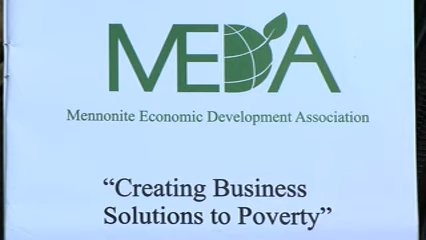 MEDA
Mennonite Economic Development Association
“Creating Business
Solutions to Poverty”